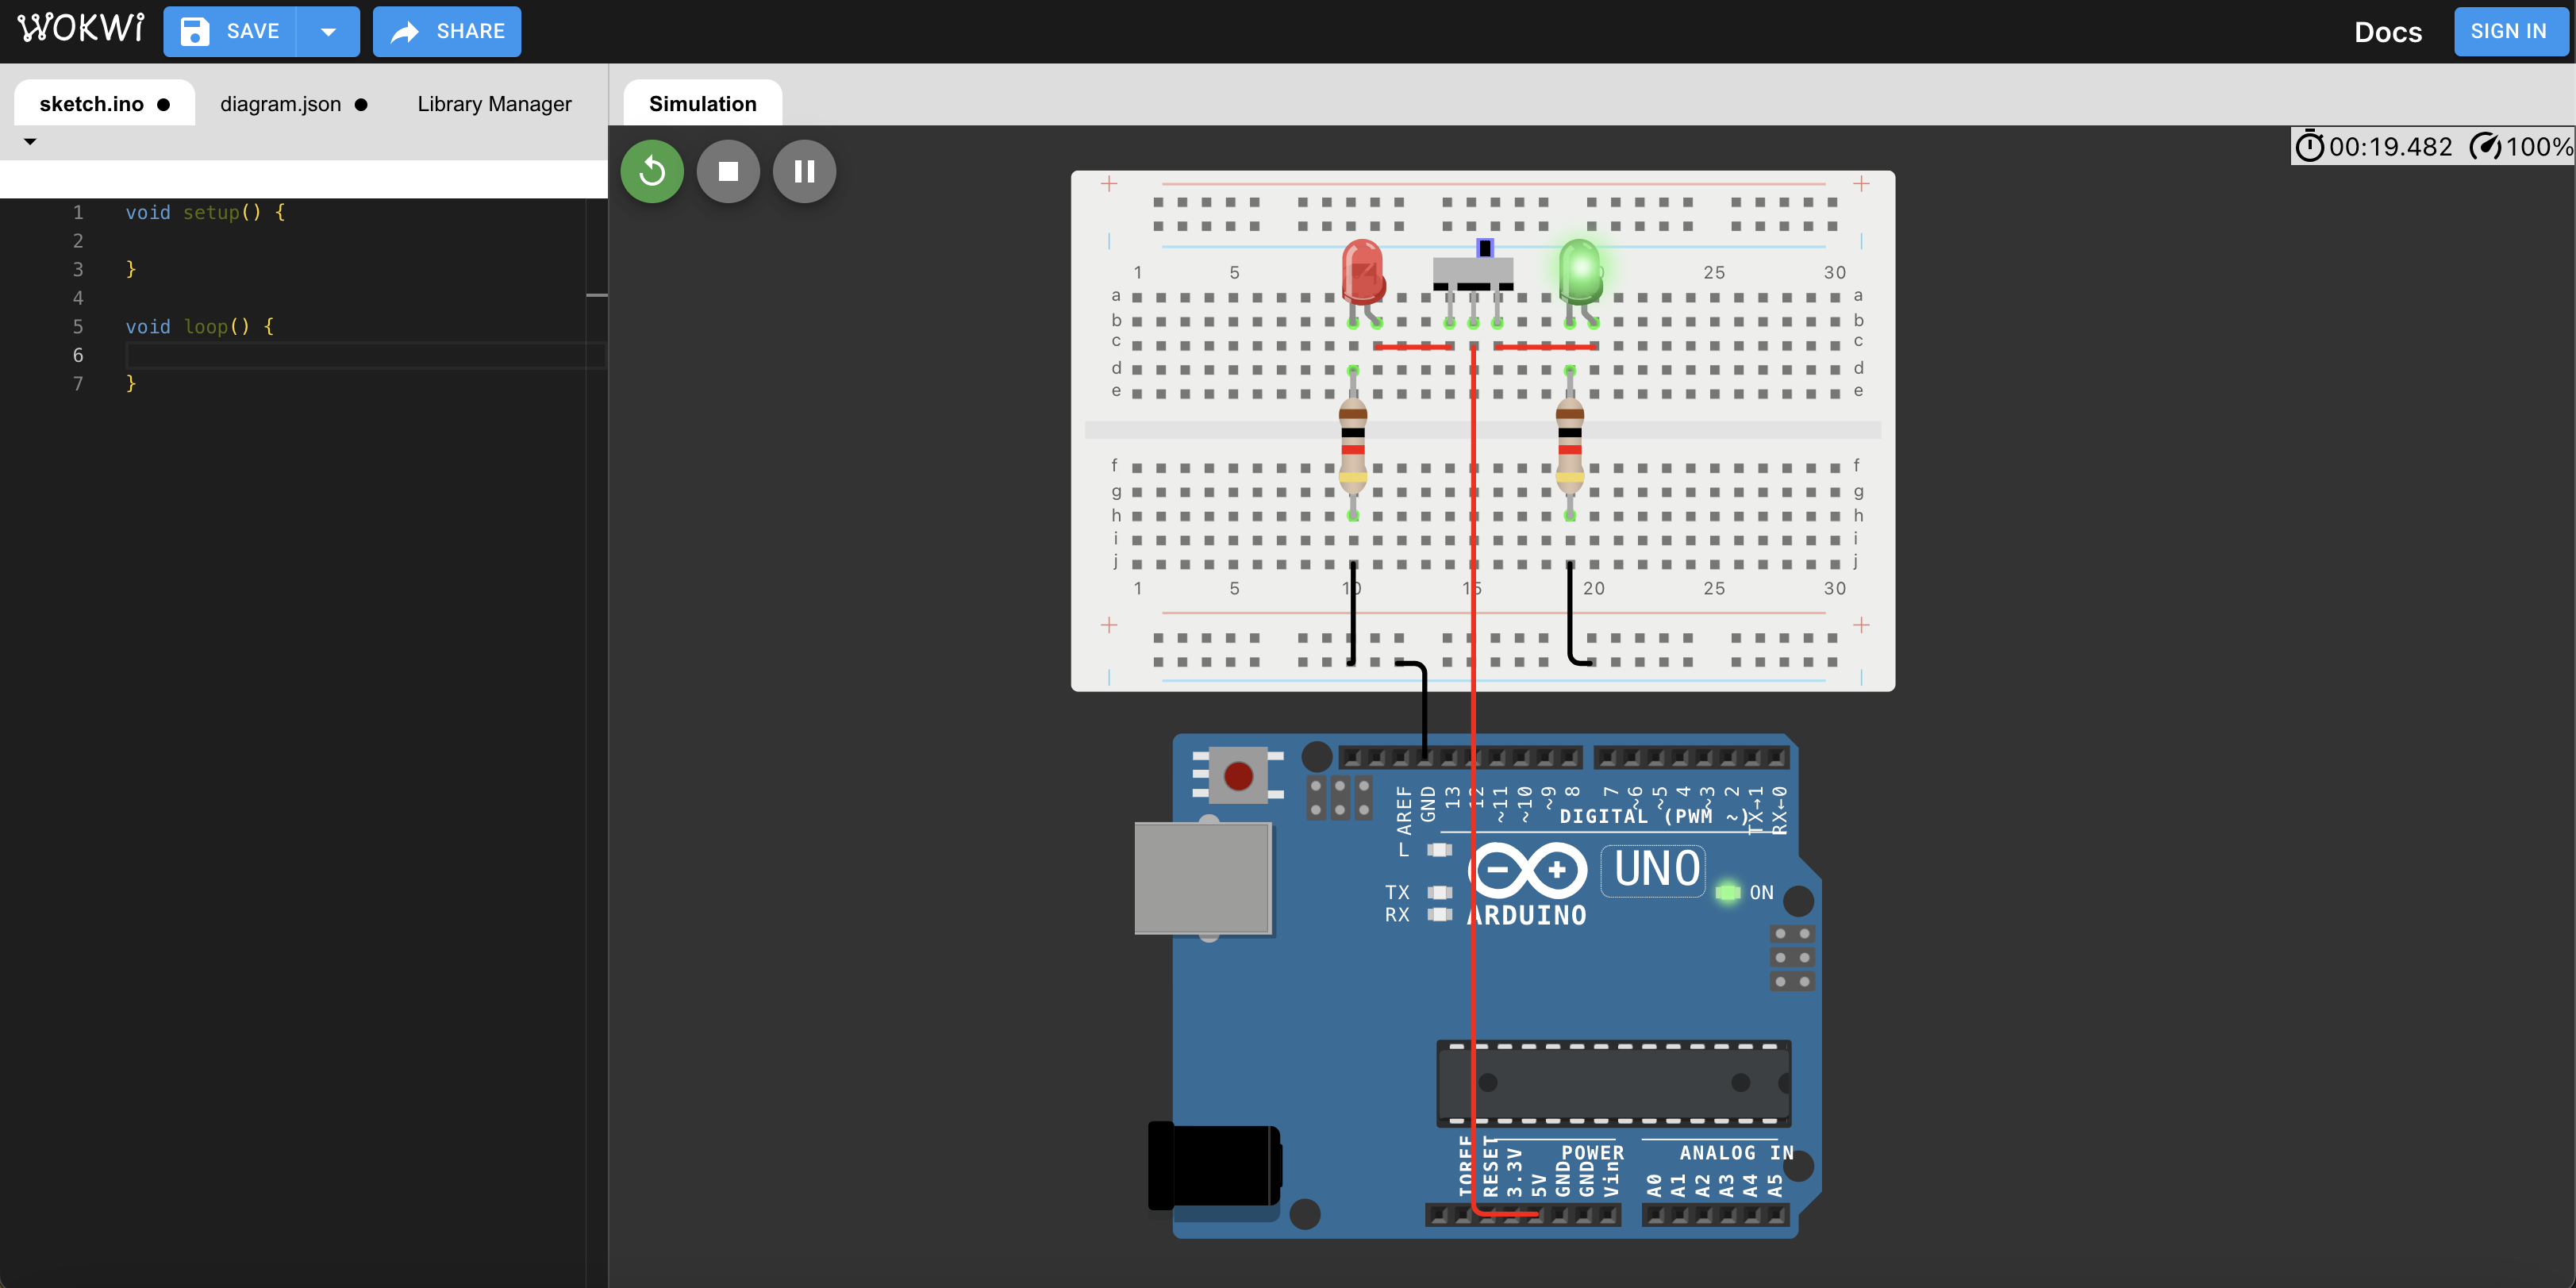 WOKWi SAVE SHARE Docs SIGN IN
sketch.ino ● diagram.json ● Library Manager
Simulation
00:19.482 100%
1 void setup() {
2
3 }
4
5 void loop() {
6
7 }
+ +
1 5 25 30
a a
b b
c c
d d
e e
f f
g g
h h
i i
j j
1 5 10 15 20 25 30
+ +
AREF GND 13 12 ~11 ~10 ~9 8 7 ~6 ~5 4 ~3 2 TX→1 RX←0
DIGITAL (PWM ~)
L
UNO
TX ON
RX ARDUINO
POWER ANALOG IN
IOREF RESET 3.3V 5V GND GND Vin A0 A1 A2 A3 A4 A5